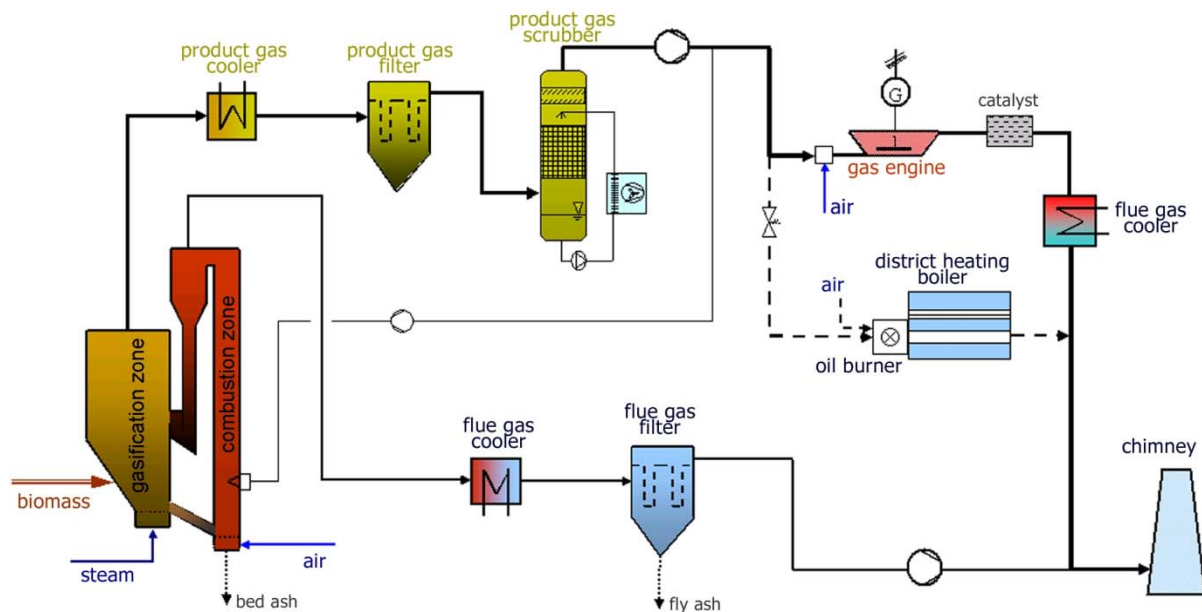 product gas
cooler
product gas
filter
product gas
scrubber
G
catalyst
gas engine
air
flue gas
cooler
district heating
boiler
air
oil burner
gasification zone
combustion zone
flue gas
cooler
flue gas
filter
chimney
biomass
steam
air
bed ash
fly ash